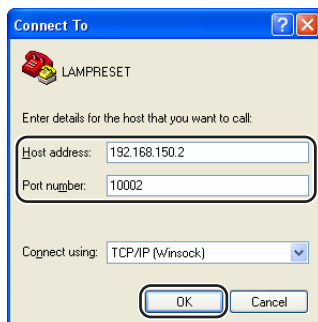 Connect To
LAMPRESET
Enter details for the host that you want to call:
Host address: 192.168.150.2
Port number: 10002
Connect using: TCP/IP (Winsock)
OK Cancel